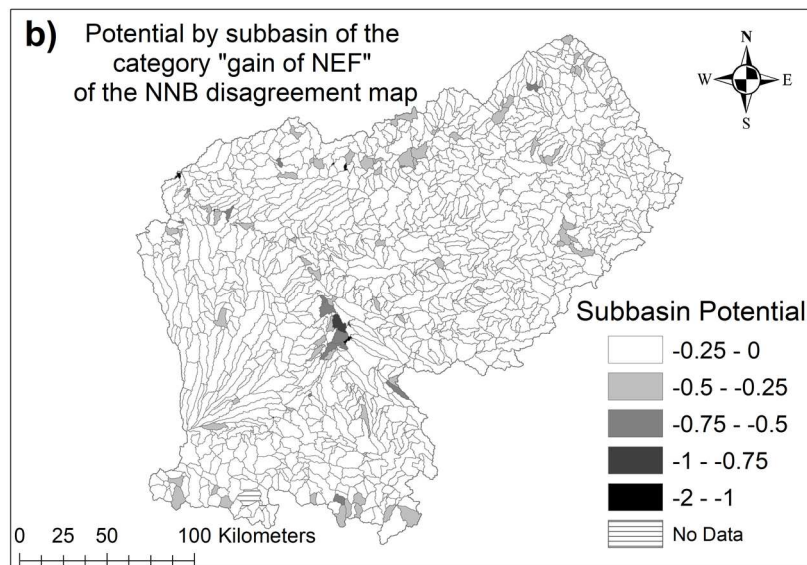 b) Potential by subbasin of the
category "gain of NEF"
of the NNB disagreement map
N
W E
S
Subbasin Potential
-0.25 - 0
-0.5 - -0.25
-0.75 - -0.5
-1 - -0.75
-2 - -1
No Data
0 25 50 100 Kilometers